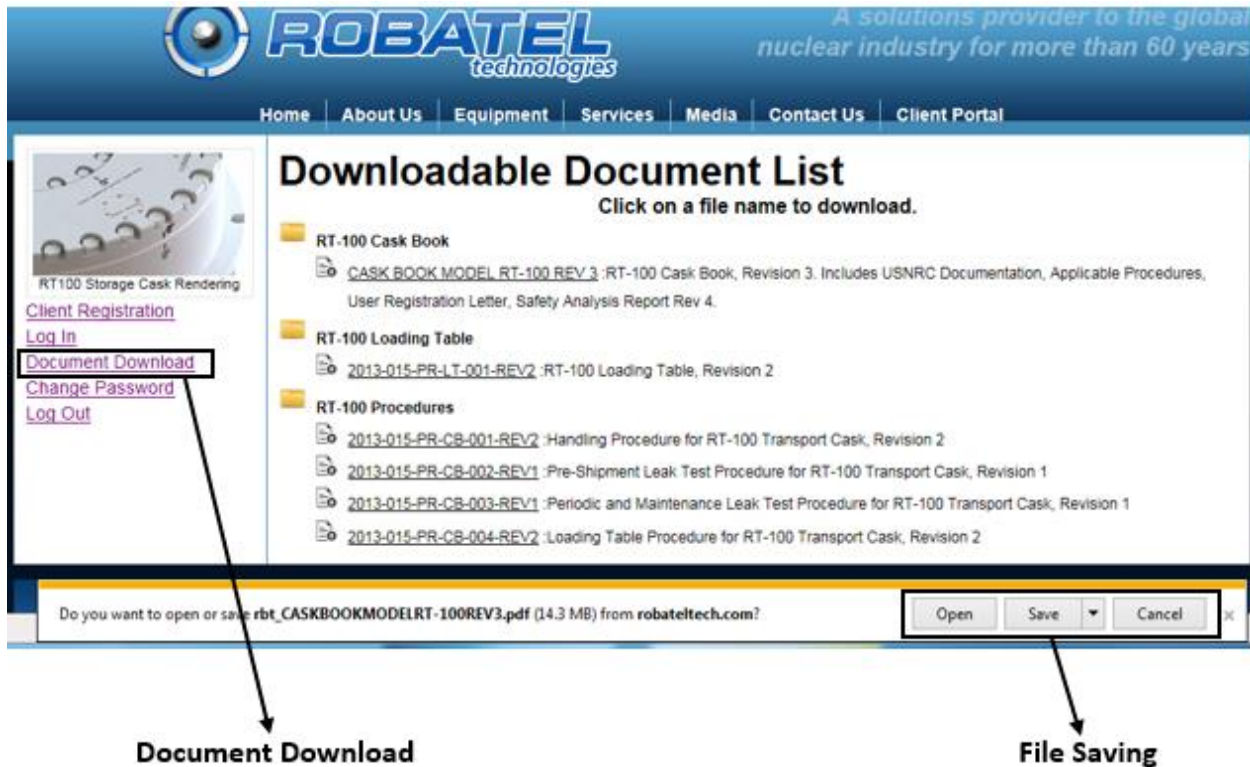 ROBATEL
technologies
A solutions provider to the global
nuclear industry for more than 60 years
Home About Us Equipment Services Media Contact Us Client Portal
RT100 Storage Cask Rendering
Client Registration
Log In
Document Download
Change Password
Log Out
Downloadable Document List
Click on a file name to download.
RT-100 Cask Book
CASK BOOK MODEL RT-100 REV 3 :RT-100 Cask Book, Revision 3. Includes USNRC Documentation, Applicable Procedures,
User Registration Letter, Safety Analysis Report Rev 4.
RT-100 Loading Table
2013-015-PR-LT-001-REV2 :RT-100 Loading Table, Revision 2
RT-100 Procedures
2013-015-PR-CB-001-REV2 :Handling Procedure for RT-100 Transport Cask, Revision 2
2013-015-PR-CB-002-REV1 :Pre-Shipment Leak Test Procedure for RT-100 Transport Cask, Revision 1
2013-015-PR-CB-003-REV1 :Periodic and Maintenance Leak Test Procedure for RT-100 Transport Cask, Revision 1
2013-015-PR-CB-004-REV2 :Loading Table Procedure for RT-100 Transport Cask, Revision 2
Do you want to open or save rbt_CASKBOOKMODELRT-100REV3.pdf (14.3 MB) from robateltech.com?
Open Save Cancel
Document Download
File Saving